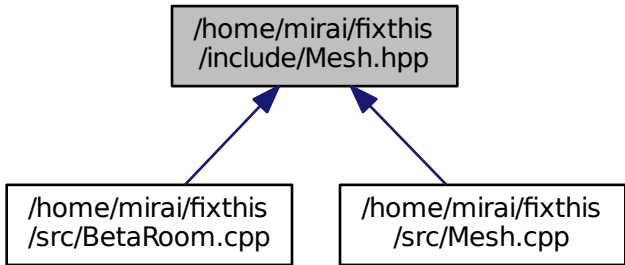 /home/mirai/fixthis
/include/Mesh.hpp
/home/mirai/fixthis
/src/BetaRoom.cpp
/home/mirai/fixthis
/src/Mesh.cpp